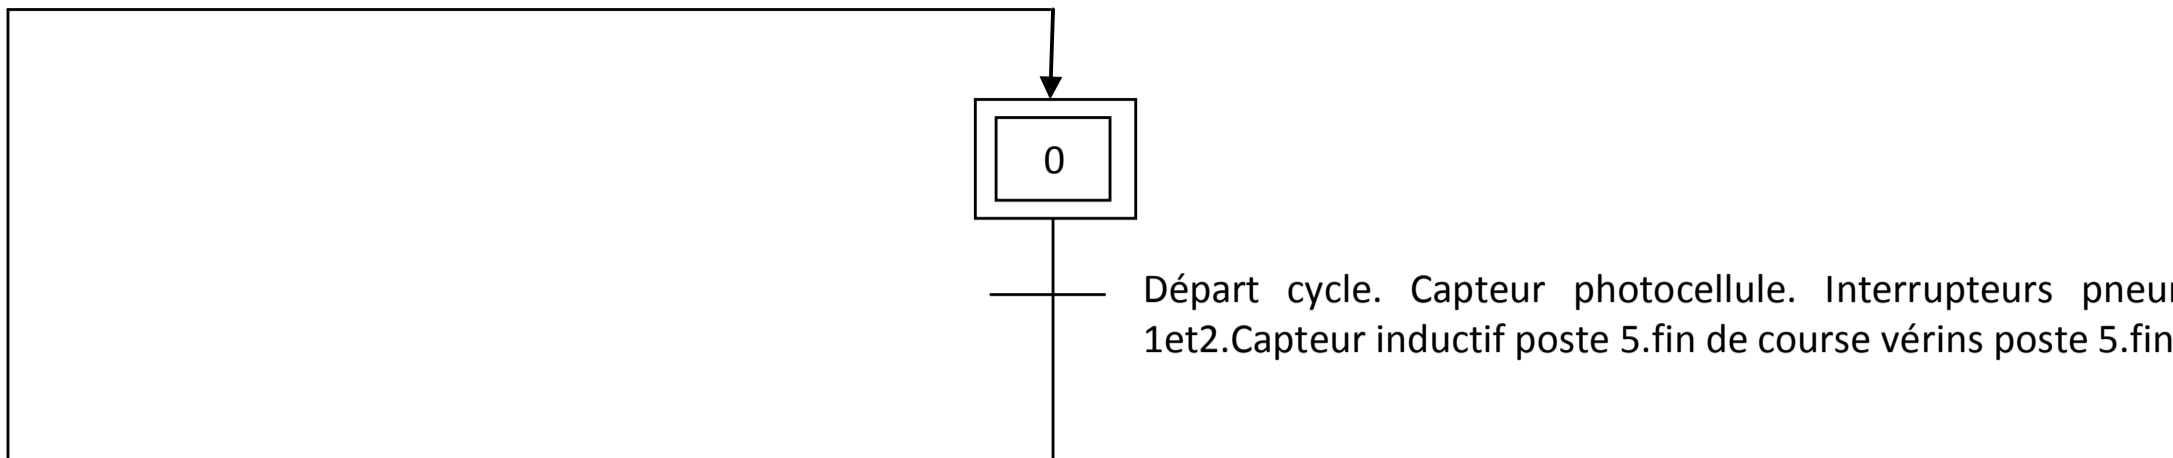 0
Départ cycle. Capteur photocellule. Interrupteurs
1et2.Capteur inductif poste 5.fin de course vérins poste 5.fin